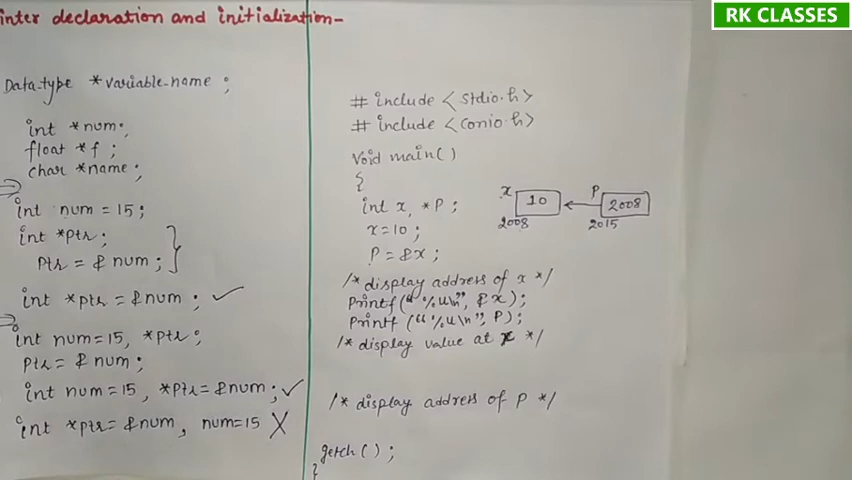 RK CLASSES
inter declaration and initialization-
Data-type *variable-name ;
int *num;
float *f ;
char *name ;
int num = 15 ;
int *ptr ;
ptr = & num ;
int *ptr = & num ;
int num=15, *ptr ;
ptr = & num ;
int num=15 , *ptr=&num ;
int *ptr=&num, num=15 X
# include <stdio.h>
# include <conio.h>
Void main( )
{
int x, *P ;
x=10 ;
P = &x ;
x 10 P 2008
2008 2015
/* display address of x */
Printf("%u\n", &x);
Printf ("%u\n", P);
/* display value at x */
/* display address of P */
getch( ) ;
}